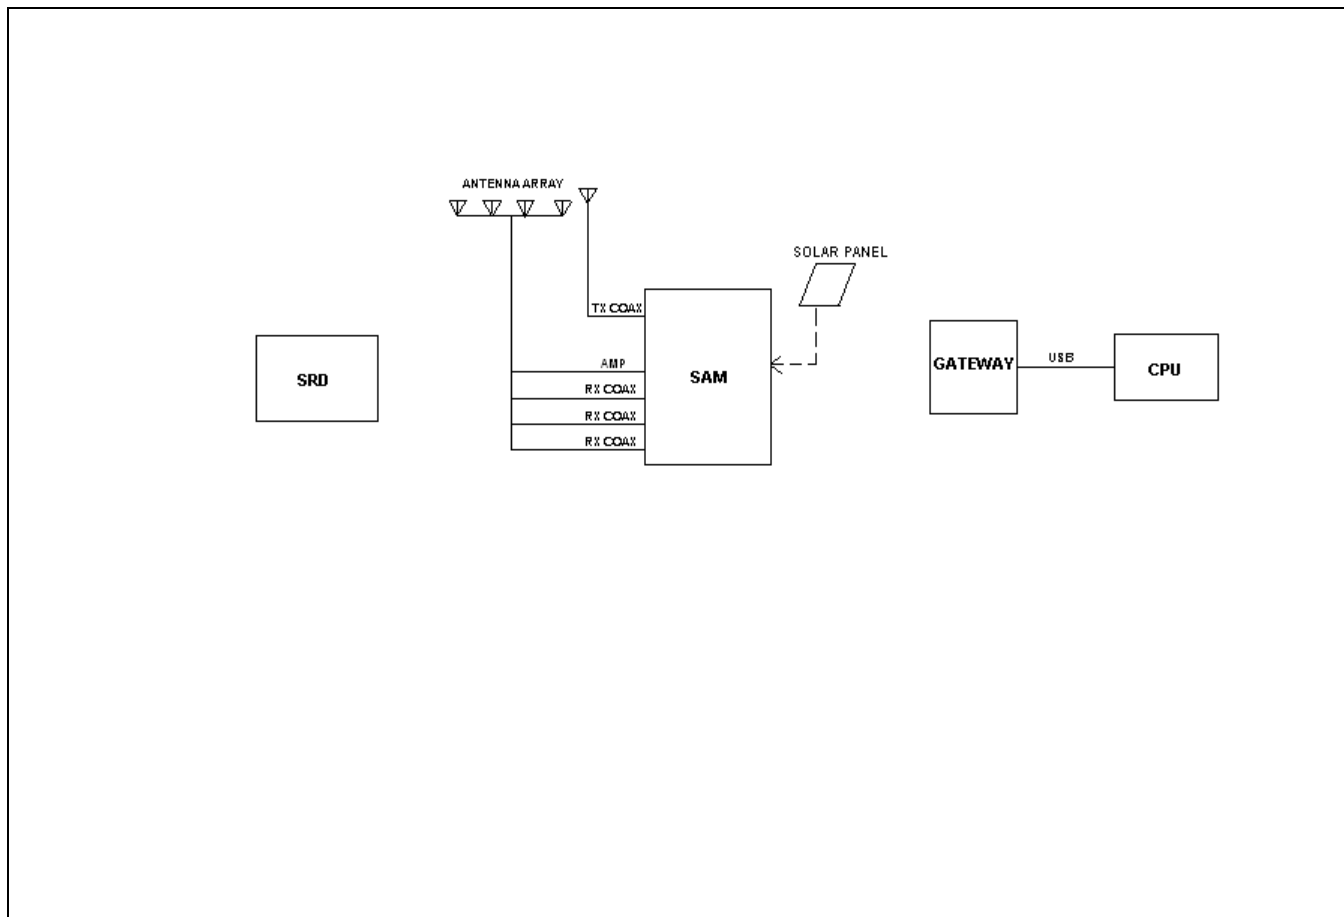 ANTENNA ARRAY
SOLAR PANEL
TX COAX
AMP
RX COAX
RX COAX
RX COAX
SRD
SAM
GATEWAY
USB
CPU